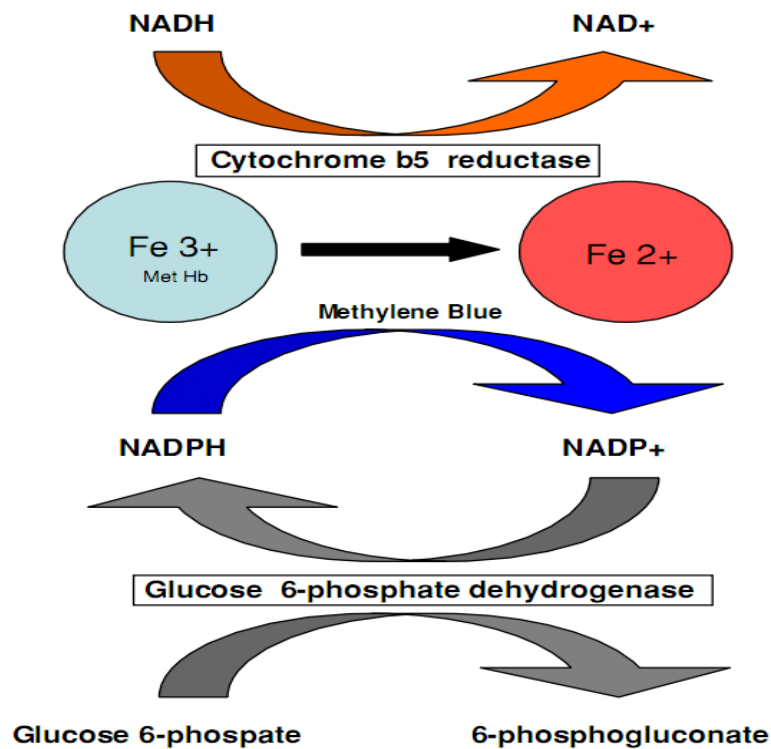 NADH NAD+
Cytochrome b5 reductase
Fe 3+ Fe 2+
Met Hb
Methylene Blue
NADPH NADP+
Glucose 6-phosphate dehydrogenase
Glucose 6-phospate 6-phosphogluconate